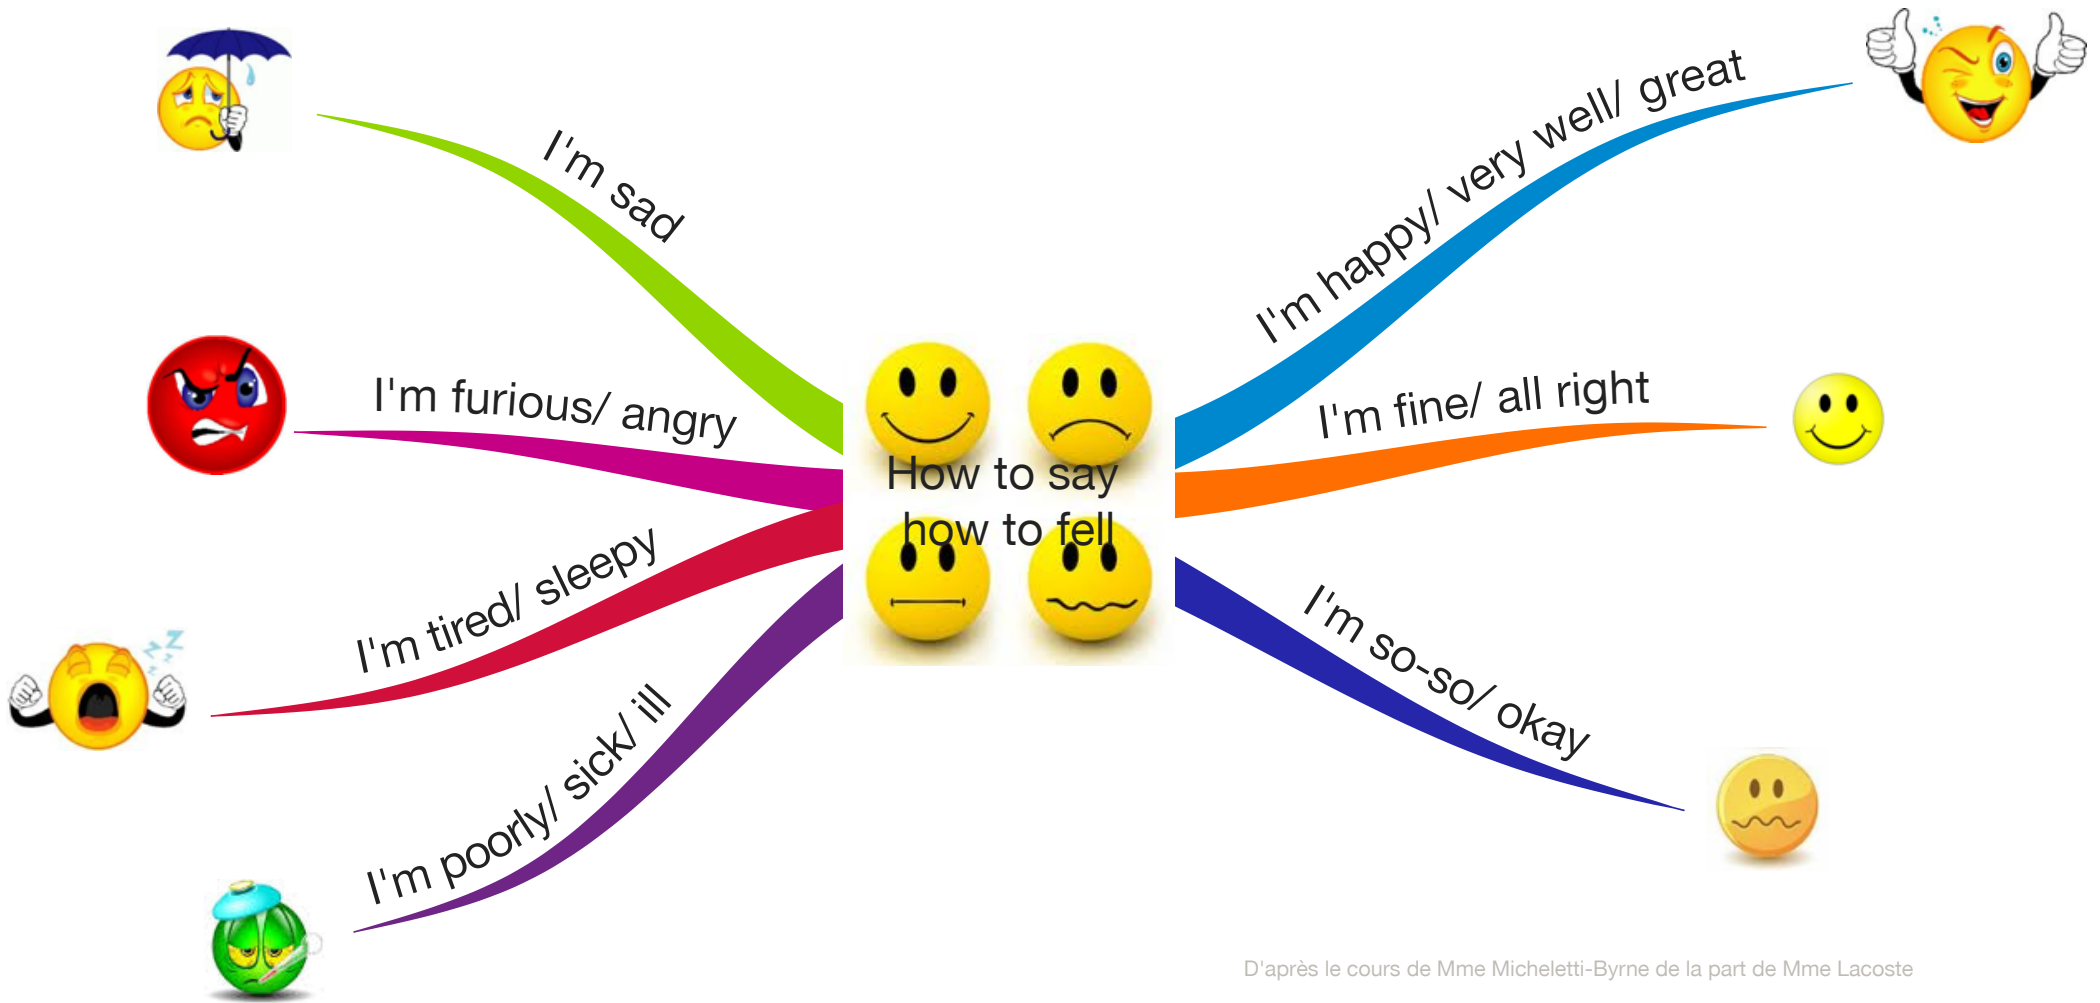 How to say
how to fell
I'm happy/ very well/ great
I'm fine/ all right
I'm so-so/ okay
I'm sad
I'm furious/ angry
I'm tired/ sleepy
I'm poorly/ sick/ ill
D'après le cours de Mme Micheletti-Byrne de la part de Mme Lacoste